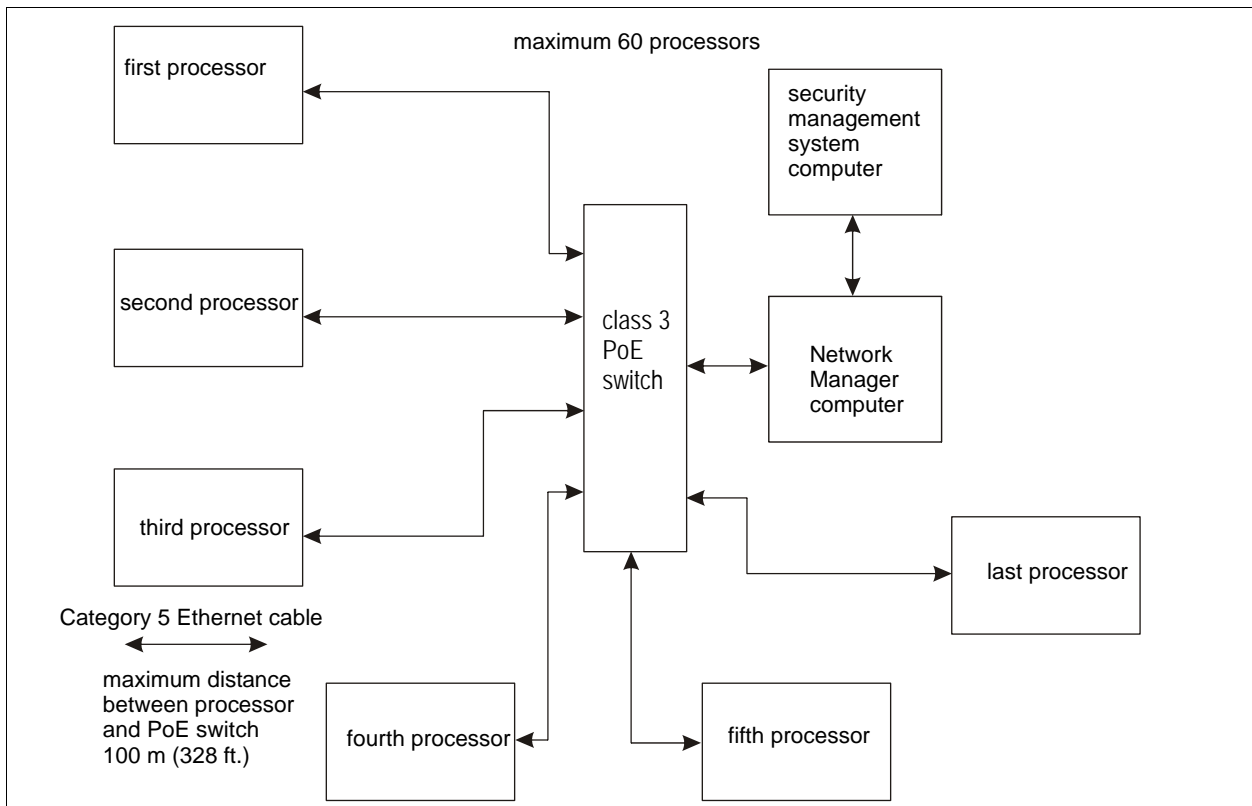 maximum 60 processors
first processor
security
management
system
computer
second processor
class 3
PoE
switch
Network
Manager
computer
third processor
last processor
Category 5 Ethernet cable
maximum distance
between processor
and PoE switch
100 m (328 ft.)
fourth processor
fifth processor